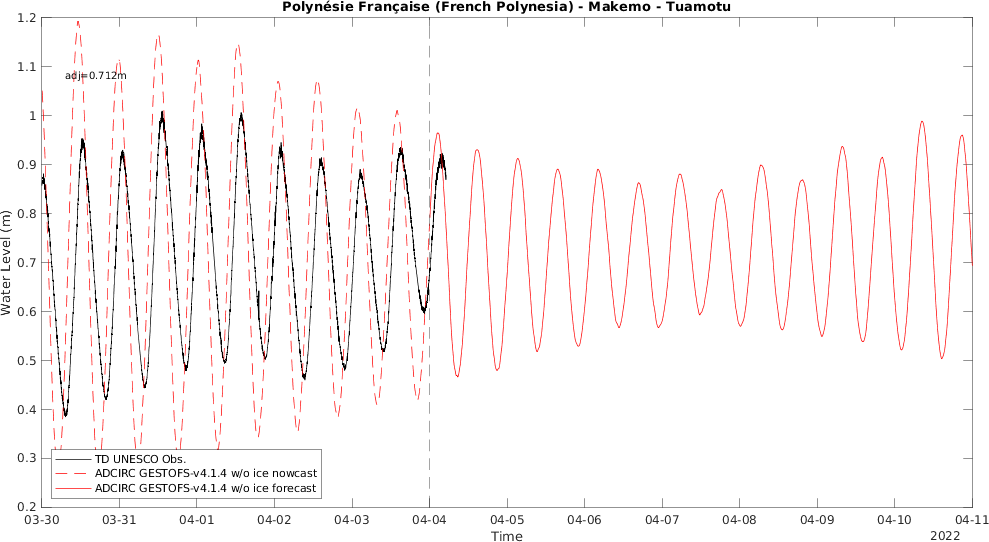 Polynésie Française (French Polynesia) - Makemo - Tuamotu
1.2
1.1
1
0.9
0.8
0.7
0.6
0.5
0.4
0.3
0.2
Water Level (m)
adj=0.712m
TD UNESCO Obs.
ADCIRC GESTOFS-v4.1.4 w/o ice nowcast
ADCIRC GESTOFS-v4.1.4 w/o ice forecast
03-30 03-31 04-01 04-02 04-03 04-04 04-05 04-06 04-07 04-08 04-09 04-10 04-11
Time
2022